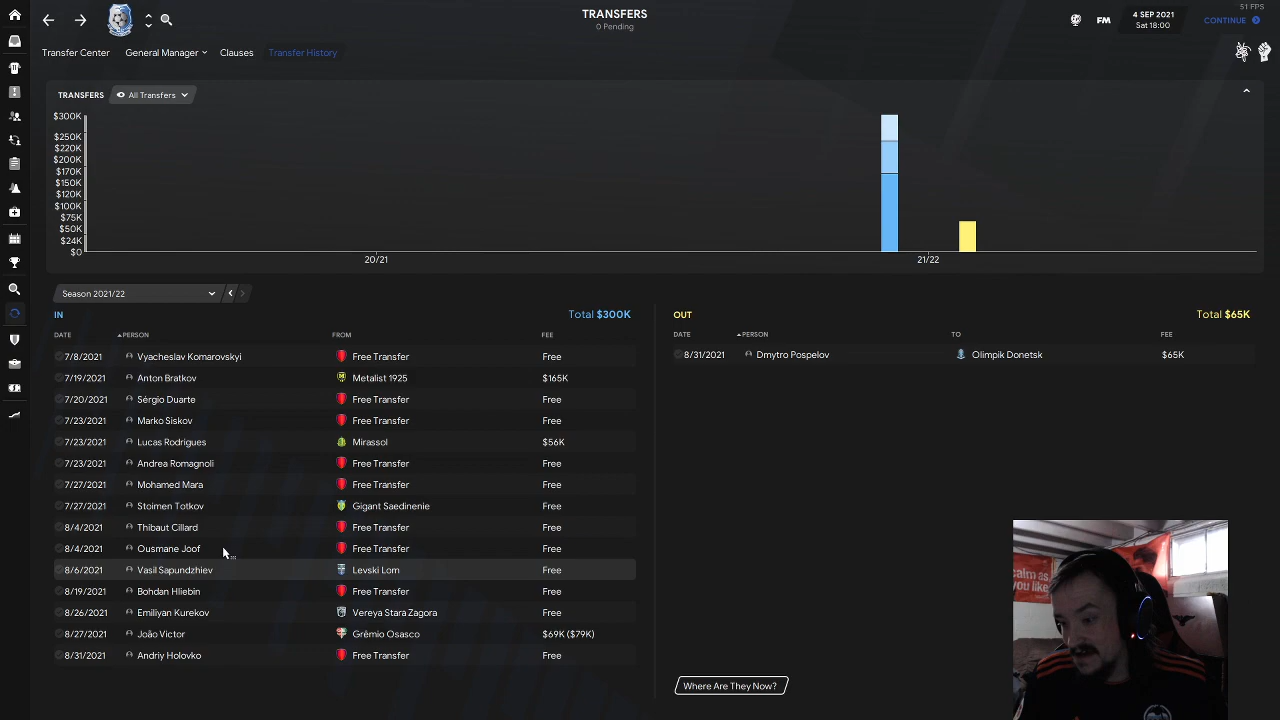 51 FPS
TRANSFERS
0 Pending
FM
4 SEP 2021
Sat 18:00
CONTINUE
Transfer Center General Manager Clauses Transfer History
TRANSFERS All Transfers
$300K
$250K
$220K
$200K
$170K
$150K
$120K
$100K
$75K
$50K
$24K
$0
20/21 21/22
Season 2021/22
IN Total $300K
DATE PERSON FROM FEE
7/8/2021 Vyacheslav Komarovskyi Free Transfer Free
7/19/2021 Anton Bratkov Metalist 1925 $165K
7/20/2021 Sérgio Duarte Free Transfer Free
7/23/2021 Marko Siskov Free Transfer Free
7/23/2021 Lucas Rodrigues Mirassol $56K
7/23/2021 Andrea Romagnoli Free Transfer Free
7/27/2021 Mohamed Mara Free Transfer Free
7/27/2021 Stoimen Totkov Gigant Saedinenie Free
8/4/2021 Thibaut Cillard Free Transfer Free
8/4/2021 Ousmane Joof Free Transfer Free
8/6/2021 Vasil Sapundzhiev Levski Lom Free
8/19/2021 Bohdan Hliebin Free Transfer Free
8/26/2021 Emiliyan Kurekov Vereya Stara Zagora Free
8/27/2021 João Victor Grêmio Osasco $69K ($79K)
8/31/2021 Andriy Holovko Free Transfer Free
OUT Total $65K
DATE PERSON TO FEE
8/31/2021 Dmytro Pospelov Olimpik Donetsk $65K
Where Are They Now?
calm as
you like